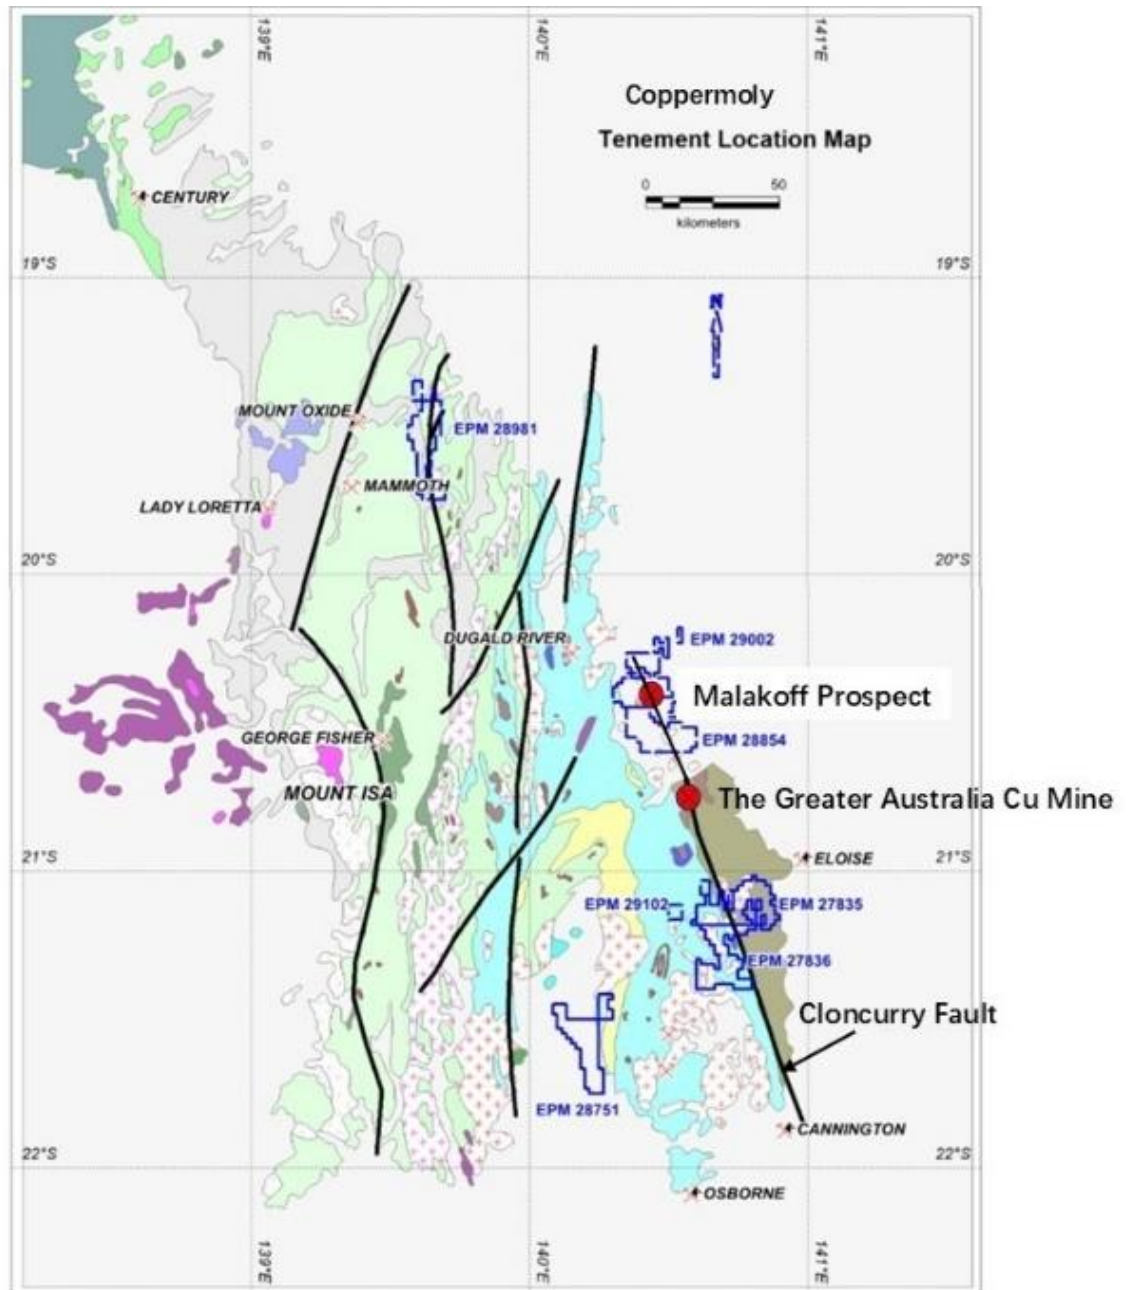 139°E
140°E
141°E
Coppermoly
Tenement Location Map
0 50
kilometers
CENTURY
19°S
19°S
N
MOUNT OXIDE
EPM 28981
MAMMOTH
LADY LORETTA
20°S
20°S
DUGALD RIVER
EPM 29002
Malakoff Prospect
GEORGE FISHER
EPM 28854
MOUNT ISA
The Greater Australia Cu Mine
21°S
21°S
ELOISE
EPM 29102
EPM 27835
EPM 27836
Cloncurry Fault
EPM 28751
CANNINGTON
22°S
22°S
OSBORNE
139°E
140°E
141°E